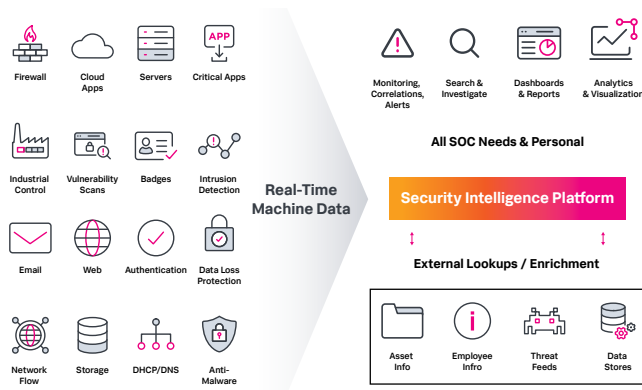 APP
Firewall
Cloud
Apps
Servers
Critical Apps
Industrial
Control
Vulnerability
Scans
Badges
Intrusion
Detection
Email
Web
Authentication
Data Loss
Protection
Network
Flow
Storage
DHCP/DNS
Anti-
Malware
Real-Time
Machine Data
Monitoring,
Correlations,
Alerts
Search &
Investigate
Dashboards
& Reports
Analytics
& Visualization
All SOC Needs & Personal
Security Intelligence Platform
External Lookups / Enrichment
i
Asset
Info
Employee
Infro
Threat
Feeds
Data
Stores